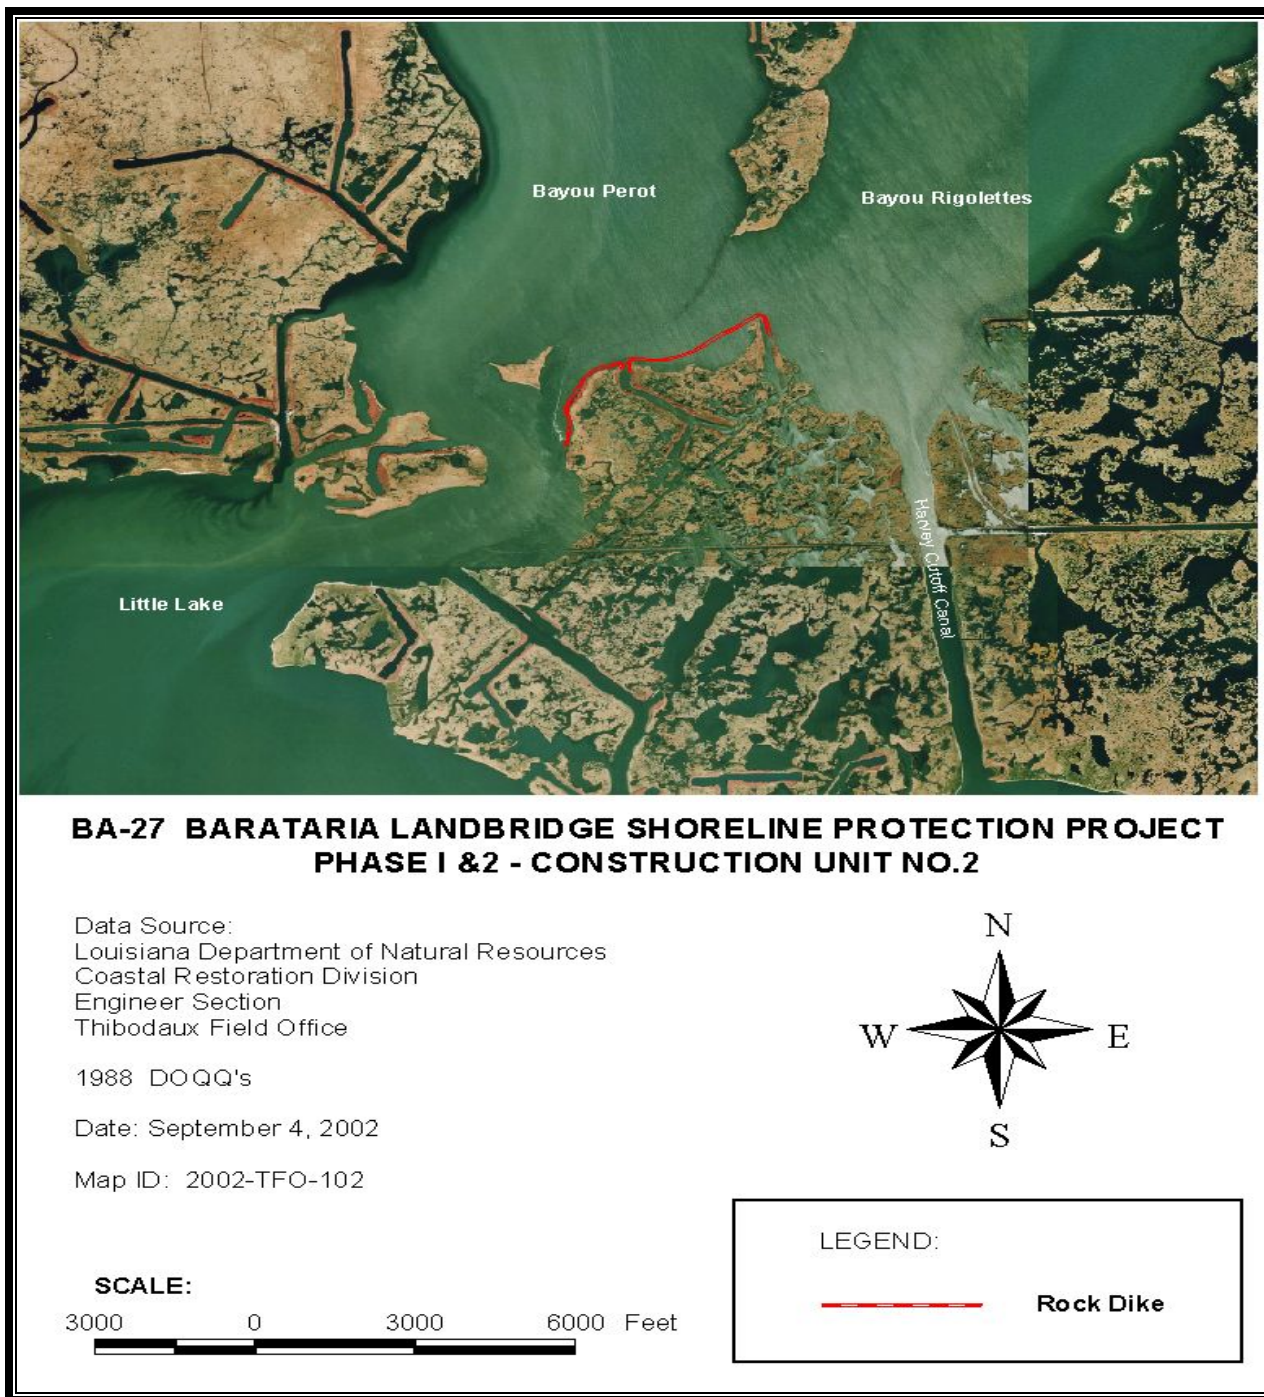 Bayou Perot
Bayou Rigolettes
Harvey Cutoff Canal
Little Lake
BA-27 BARATARIA LANDBRIDGE SHORELINE PROTECTION PROJECT
PHASE I &2 - CONSTRUCTION UNIT NO.2
Data Source:
Louisiana Department of Natural Resources
Coastal Restoration Division
Engineer Section
Thibodaux Field Office
1988 DOQQ's
Date: September 4, 2002
Map ID: 2002-TFO-102
N
W E
S
SCALE:
3000 0 3000 6000 Feet
LEGEND:
Rock Dike